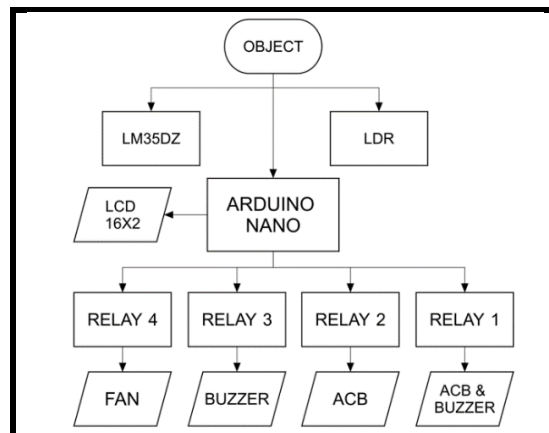 OBJECT
LM35DZ
LDR
LCD
16X2
ARDUINO
NANO
RELAY 4
RELAY 3
RELAY 2
RELAY 1
FAN
BUZZER
ACB
ACB &
BUZZER